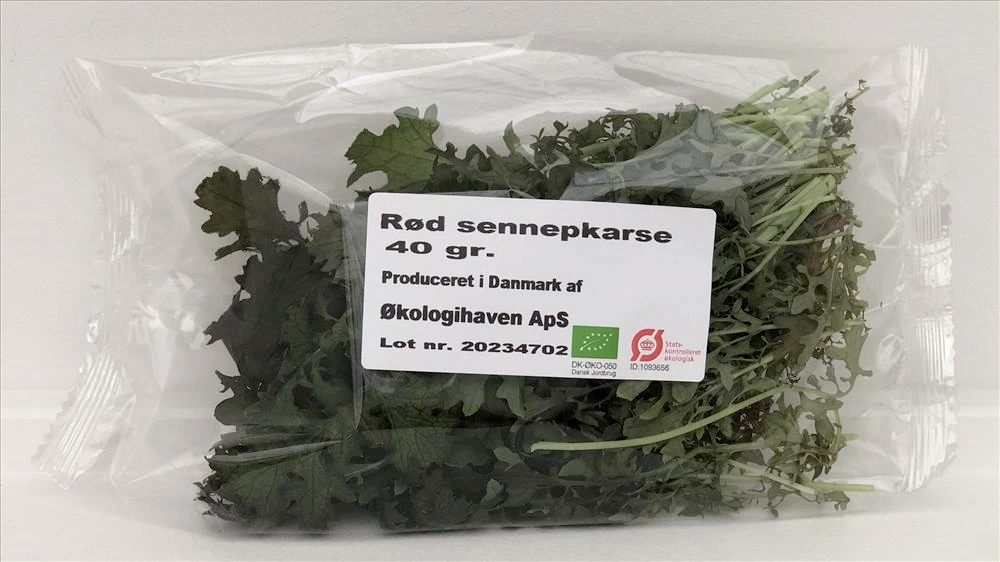 Rød sennepkarse
40 gr.
Produceret i Danmark af
Økologihaven ApS
Lot nr. 20234702
DK-ØKO-050
Dansk Jordbrug
Ø
Stats-
kontrolleret
økologisk
ID:1093656